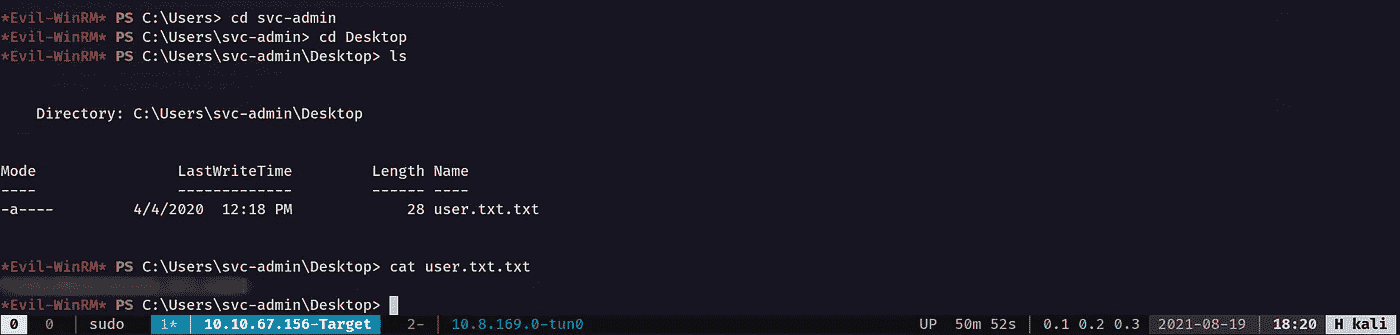 *Evil-WinRM* PS C:\Users> cd svc-admin
*Evil-WinRM* PS C:\Users\svc-admin> cd Desktop
*Evil-WinRM* PS C:\Users\svc-admin\Desktop> ls
Directory: C:\Users\svc-admin\Desktop
Mode LastWriteTime Length Name
---- ------------- ------ ----
-a---- 4/4/2020 12:18 PM 28 user.txt.txt
*Evil-WinRM* PS C:\Users\svc-admin\Desktop> cat user.txt.txt
*Evil-WinRM* PS C:\Users\svc-admin\Desktop>
0 0 | sudo 1* | 10.10.67.156-Target 2- | 10.8.169.0-tun0 UP 50m 52s | 0.1 0.2 0.3 | 2021-08-19 | 18:20 H kali